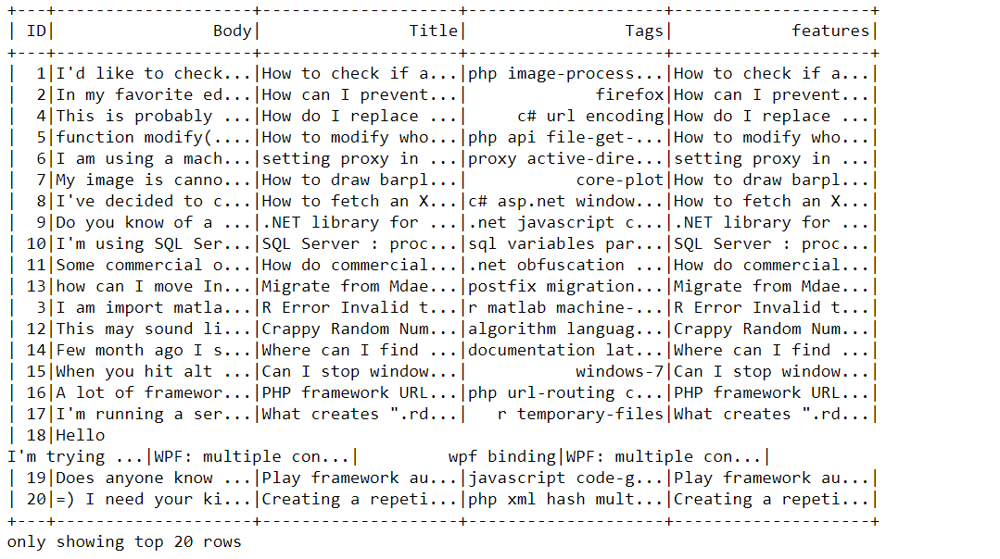 +---+--------------------+--------------------+--------------------+--------------------+
| ID|                Body|               Title|                Tags|            features|
+---+--------------------+--------------------+--------------------+--------------------+
|  1|I'd like to check...|How to check if a...|php image-process...|How to check if a...|
|  2|In my favorite ed...|How can I prevent...|             firefox|How can I prevent...|
|  4|This is probably ...|How do I replace ...|     c# url encoding|How do I replace ...|
|  5|function modify(....|How to modify who...|php api file-get-...|How to modify who...|
|  6|I am using a mach...|setting proxy in ...|proxy active-dire...|setting proxy in ...|
|  7|My image is canno...|How to draw barpl...|           core-plot|How to draw barpl...|
|  8|I've decided to c...|How to fetch an X...|c# asp.net window...|How to fetch an X...|
|  9|Do you know of a ...|.NET library for ...|.net javascript c...|.NET library for ...|
| 10|I'm using SQL Ser...|SQL Server : proc...|sql variables par...|SQL Server : proc...|
| 11|Some commercial o...|How do commercial...|.net obfuscation ...|How do commercial...|
| 13|how can I move In...|Migrate from Mdae...|postfix migration...|Migrate from Mdae...|
|  3|I am import matla...|R Error Invalid t...|r matlab machine-...|R Error Invalid t...|
| 12|This may sound li...|Crappy Random Num...|algorithm languag...|Crappy Random Num...|
| 14|Few month ago I s...|Where can I find ...|documentation lat...|Where can I find ...|
| 15|When you hit alt ...|Can I stop window...|           windows-7|Can I stop window...|
| 16|A lot of framewor...|PHP framework URL...|php url-routing c...|PHP framework URL...|
| 17|I'm running a ser...|What creates ".rd...|   r temporary-files|What creates ".rd...|
| 18|Hello
I'm trying ...|WPF: multiple con...|         wpf binding|WPF: multiple con...|
| 19|Does anyone know ...|Play framework au...|javascript code-g...|Play framework au...|
| 20|=) I need your ki...|Creating a repeti...|php xml hash mult...|Creating a repeti...|
+---+--------------------+--------------------+--------------------+--------------------+
only showing top 20 rows